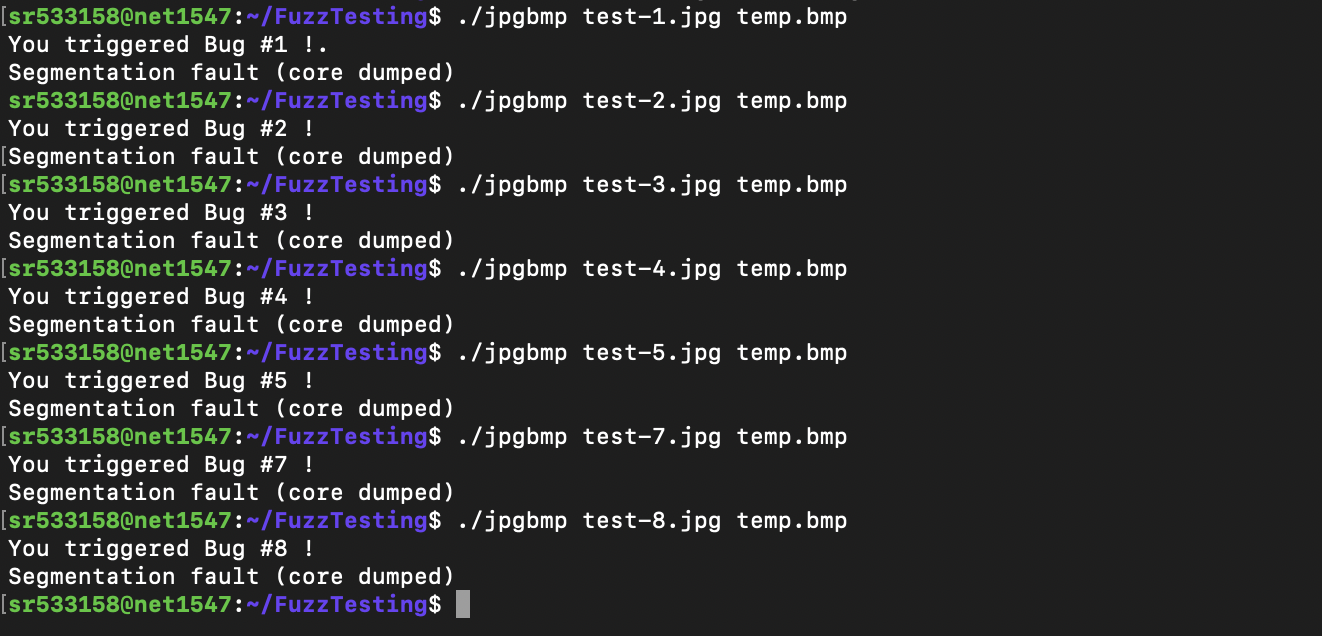 [sr533158@net1547:~/FuzzTesting$ ./jpgbmp test-1.jpg temp.bmp
You triggered Bug #1 !.
Segmentation fault (core dumped)
sr533158@net1547:~/FuzzTesting$ ./jpgbmp test-2.jpg temp.bmp
You triggered Bug #2 !
[Segmentation fault (core dumped)
[sr533158@net1547:~/FuzzTesting$ ./jpgbmp test-3.jpg temp.bmp
You triggered Bug #3 !
Segmentation fault (core dumped)
[sr533158@net1547:~/FuzzTesting$ ./jpgbmp test-4.jpg temp.bmp
You triggered Bug #4 !
Segmentation fault (core dumped)
[sr533158@net1547:~/FuzzTesting$ ./jpgbmp test-5.jpg temp.bmp
You triggered Bug #5 !
Segmentation fault (core dumped)
[sr533158@net1547:~/FuzzTesting$ ./jpgbmp test-7.jpg temp.bmp
You triggered Bug #7 !
Segmentation fault (core dumped)
[sr533158@net1547:~/FuzzTesting$ ./jpgbmp test-8.jpg temp.bmp
You triggered Bug #8 !
Segmentation fault (core dumped)
[sr533158@net1547:~/FuzzTesting$